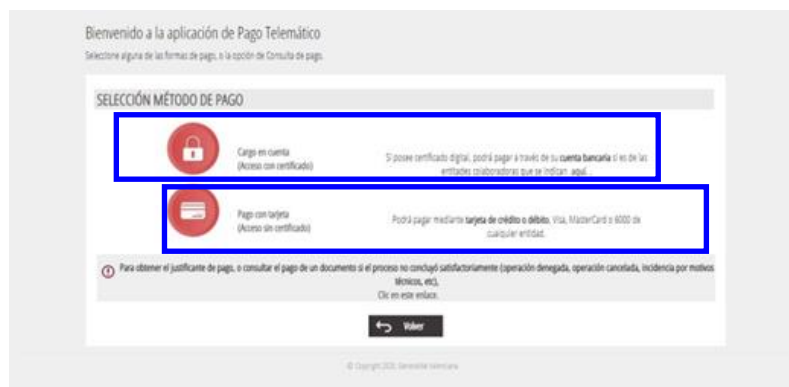 Bienvenido a la aplicación de Pago Telemático
Seleccione alguna de las formas de pago, o la opción de Consulta de pago.
SELECCIÓN MÉTODO DE PAGO
Cargo en cuenta
(Acceso con certificado)
Si posee certificado digital, podrá pagar a través de su cuenta bancaria si es de las
entidades colaboradoras que se indican aquí...
Pago con tarjeta
(Acceso sin certificado)
Podrá pagar mediante tarjeta de crédito o débito, Visa, MasterCard o 6000 de
cualquier entidad.
Para obtener el justificante de pago, o consultar el pago de un documento si el proceso no concluyó satisfactoriamente (operación denegada, operación cancelada, incidencia por motivos
técnicos, etc),
Clic en este enlace.
Volver
© Copyright 2020, Generalitat Valenciana